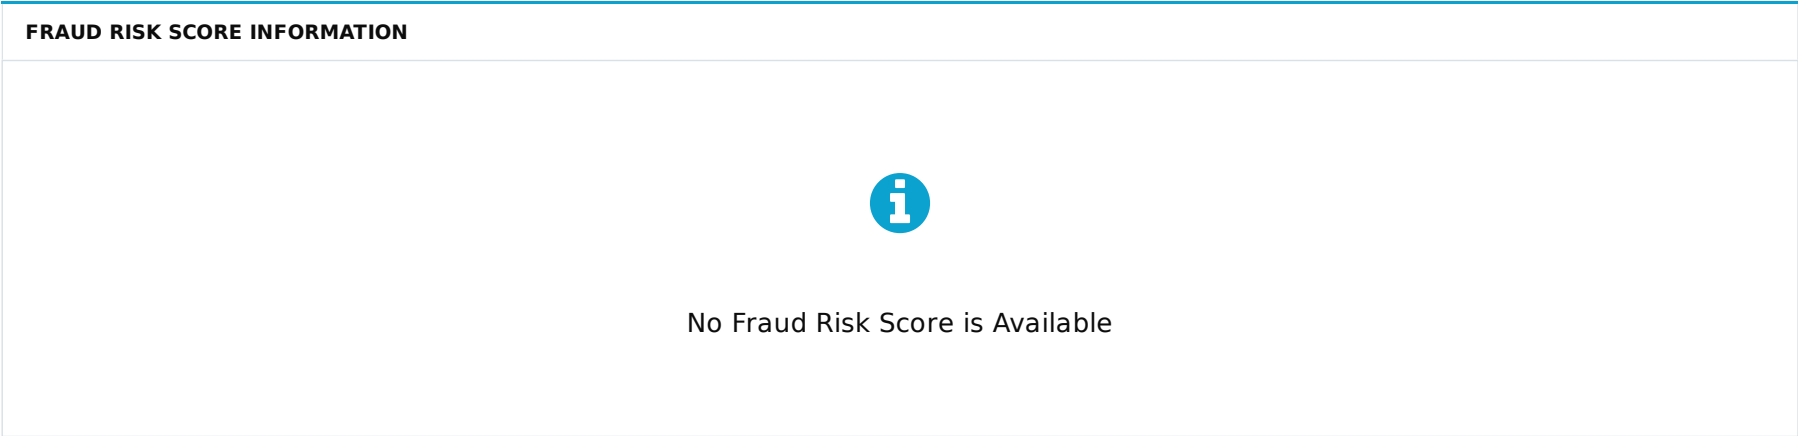 FRAUD RISK SCORE INFORMATION
No Fraud Risk Score is Available